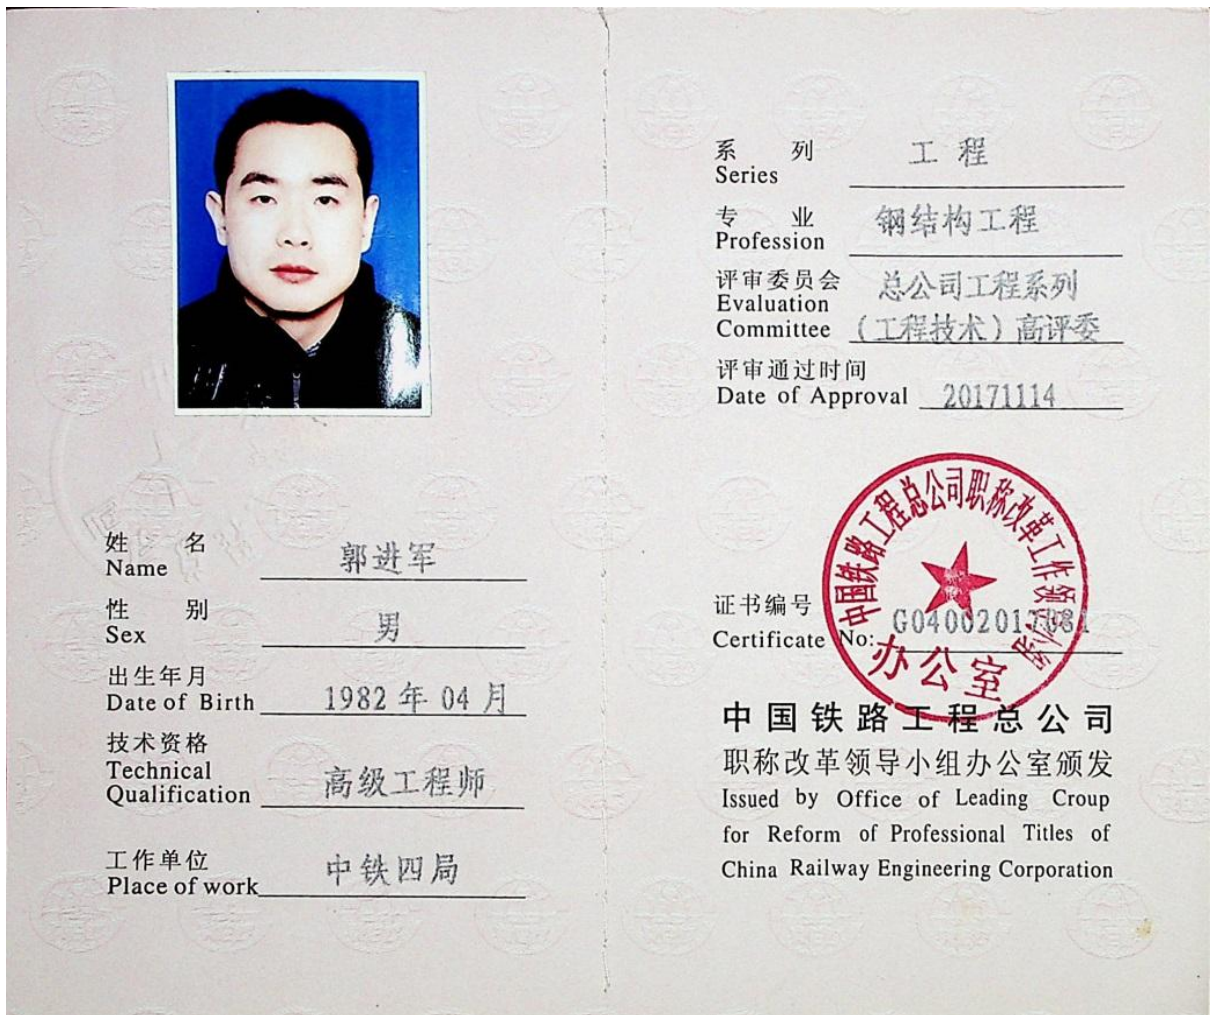 姓 名 郭进军
Name
性 别 男
Sex
出生年月
Date of Birth 1982 年 04 月
技术资格
Technical 高级工程师
Qualification
工作单位 中铁四局
Place of work
系 列 工 程
Series
专 业 钢结构工程
Profession
评审委员会 总公司工程系列
Evaluation
Committee (工程技术)高评委
评审通过时间
Date of Approval 20171114
中国铁路工程总公司职称改革工作领导小组
办公室
证书编号
Certificate No: G04002017081
中国铁路工程总公司
职称改革领导小组办公室颁发
Issued by Office of Leading Croup
for Reform of Professional Titles of
China Railway Engineering Corporation